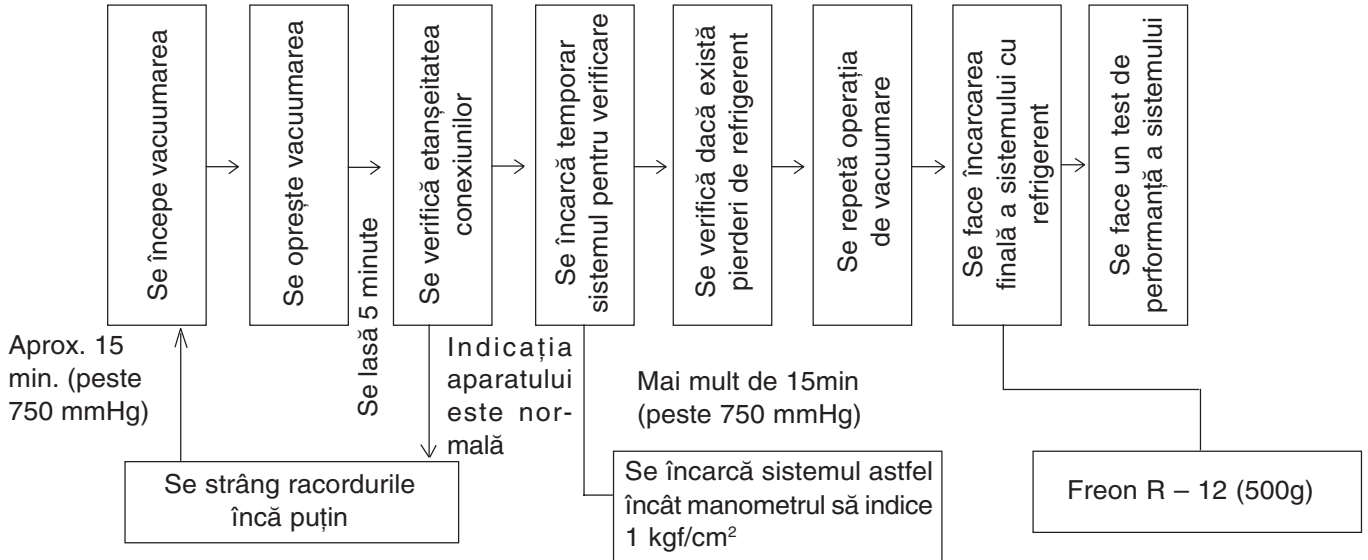 Se începe vacuumarea
Se oprește vacuumarea
Se lasă 5 minute
Se verifică etanșeitatea
conexiunilor
Se încarcă temporar
sistemul pentru verificare
Se verifică dacă există
pierderi de refrigerent
Se repetă operația
de vacuumare
Se face încarcarea
finală a sistemului cu
refrigerent
Se face un test de
performanță a sistemului
Aprox. 15
min. (peste
750 mmHg)
Indicația
aparatului
este nor-
mală
Mai mult de 15min
(peste 750 mmHg)
Se strâng racordurile
încă puțin
Se încarcă sistemul astfel
încât manometrul să indice
1 kgf/cm²
Freon R – 12 (500g)